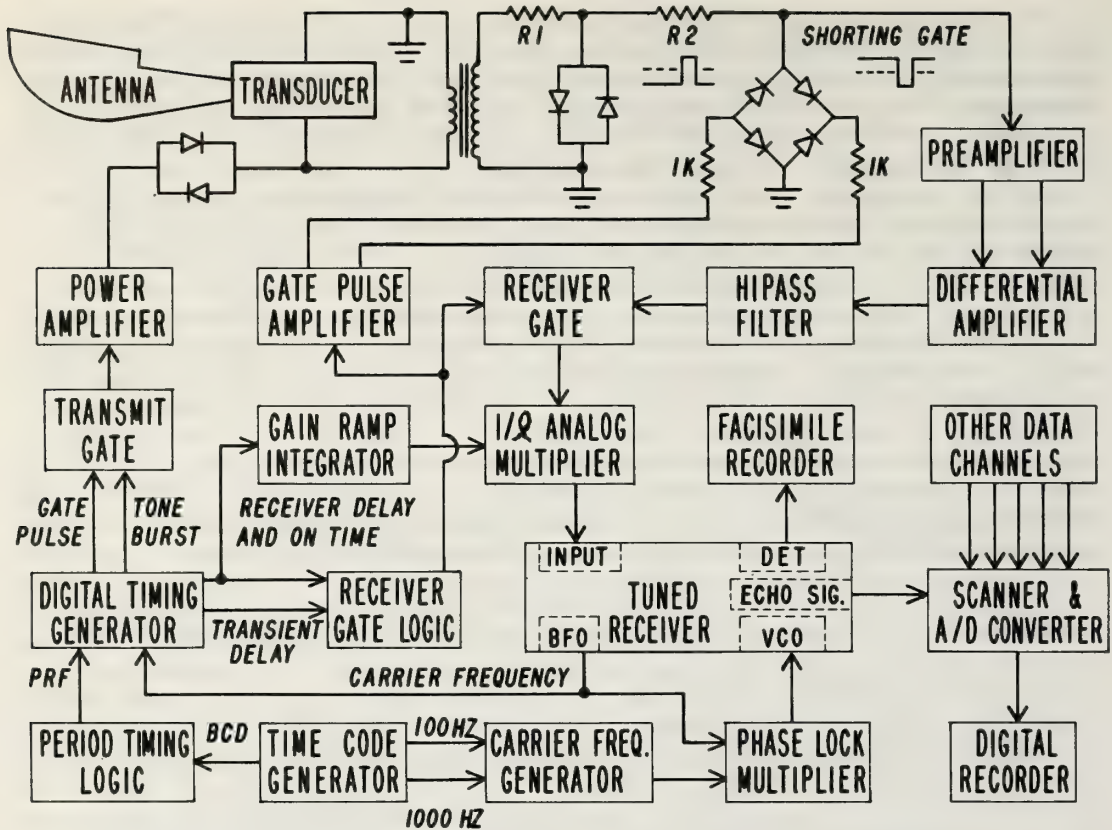 R1
R2
SHORTING GATE
ANTENNA
TRANSDUCER
1K
1K
PREAMPLIFIER
POWER
AMPLIFIER
GATE PULSE
AMPLIFIER
RECEIVER
GATE
HIPASS
FILTER
DIFFERENTIAL
AMPLIFIER
TRANSMIT
GATE
GAIN RAMP
INTEGRATOR
1/ℓ ANALOG
MULTIPLIER
FACISIMILE
RECORDER
OTHER DATA
CHANNELS
GATE
PULSE
TONE
BURST
RECEIVER DELAY
AND ON TIME
DIGITAL TIMING
GENERATOR
TRANSIENT
DELAY
RECEIVER
GATE LOGIC
INPUT
DET
ECHO SIG.
TUNED
RECEIVER
BFO
VCO
SCANNER &
A/D CONVERTER
PRF
CARRIER FREQUENCY
PERIOD TIMING
LOGIC
BCD
TIME CODE
GENERATOR
100 HZ
1000 HZ
CARRIER FREQ.
GENERATOR
PHASE LOCK
MULTIPLIER
DIGITAL
RECORDER